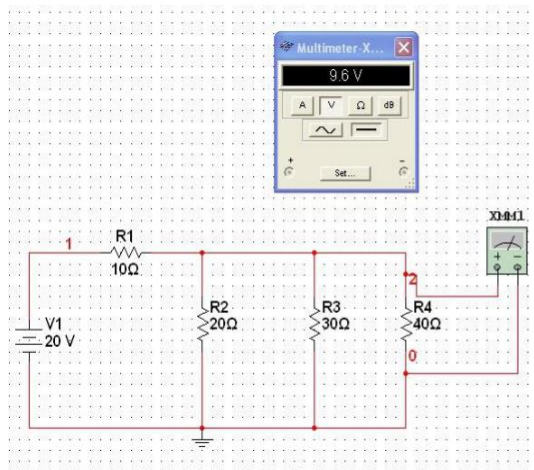 Multimeter-X...
9.6 V
A V Ω dB
+ -
Set...
XMM1
+ -
1
R1
10Ω
2
R2
20Ω
R3
30Ω
R4
40Ω
V1
20 V
0